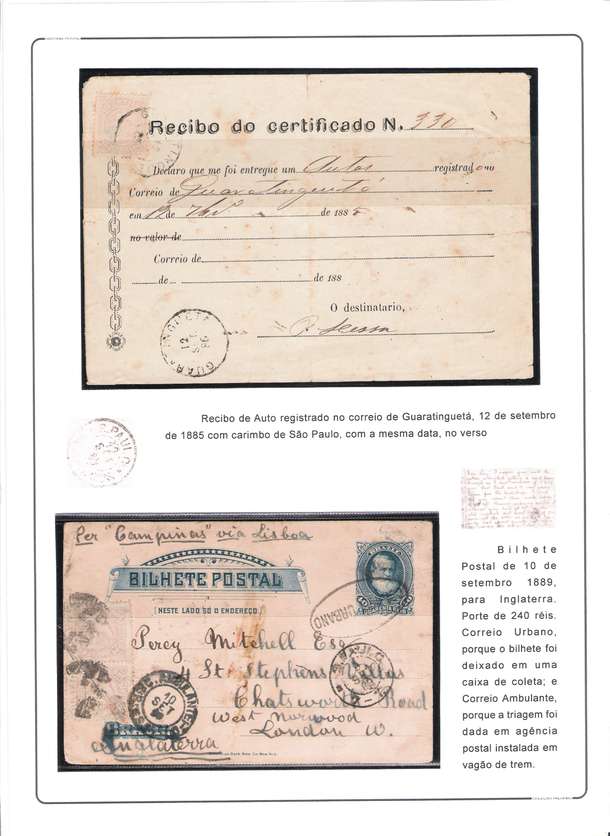 Recibo do certificado N. 330
Declaro que me foi entregue um Autos registrado no
Correio de Guaratinguetá
em 12 de 7bro de 1885
no valor de
Correio de
de de 188
O destinatario,
GUARATINGUETA
12
Recibo de Auto registrado no correio de Guaratinguetá, 12 de setembro
de 1885 com carimbo de São Paulo, com a mesma data, no verso
Per "Campinas" via Lisboa
BILHETE POSTAL
[NESTE LADO SÓ O ENDEREÇO.]
URBANO
Percy Mitchell Esq
4 St. Stephens Villas
Chatsworth Road
West Norwood
London W.
Inglaterra
AMBULANTE
10
Bilhete
Postal de 10 de
setembro 1889,
para Inglaterra.
Porte de 240 réis.
Correio Urbano,
porque o bilhete foi
deixado em uma
caixa de coleta; e
Correio Ambulante,
porque a triagem foi
dada em agência
postal instalada em
vagão de trem.